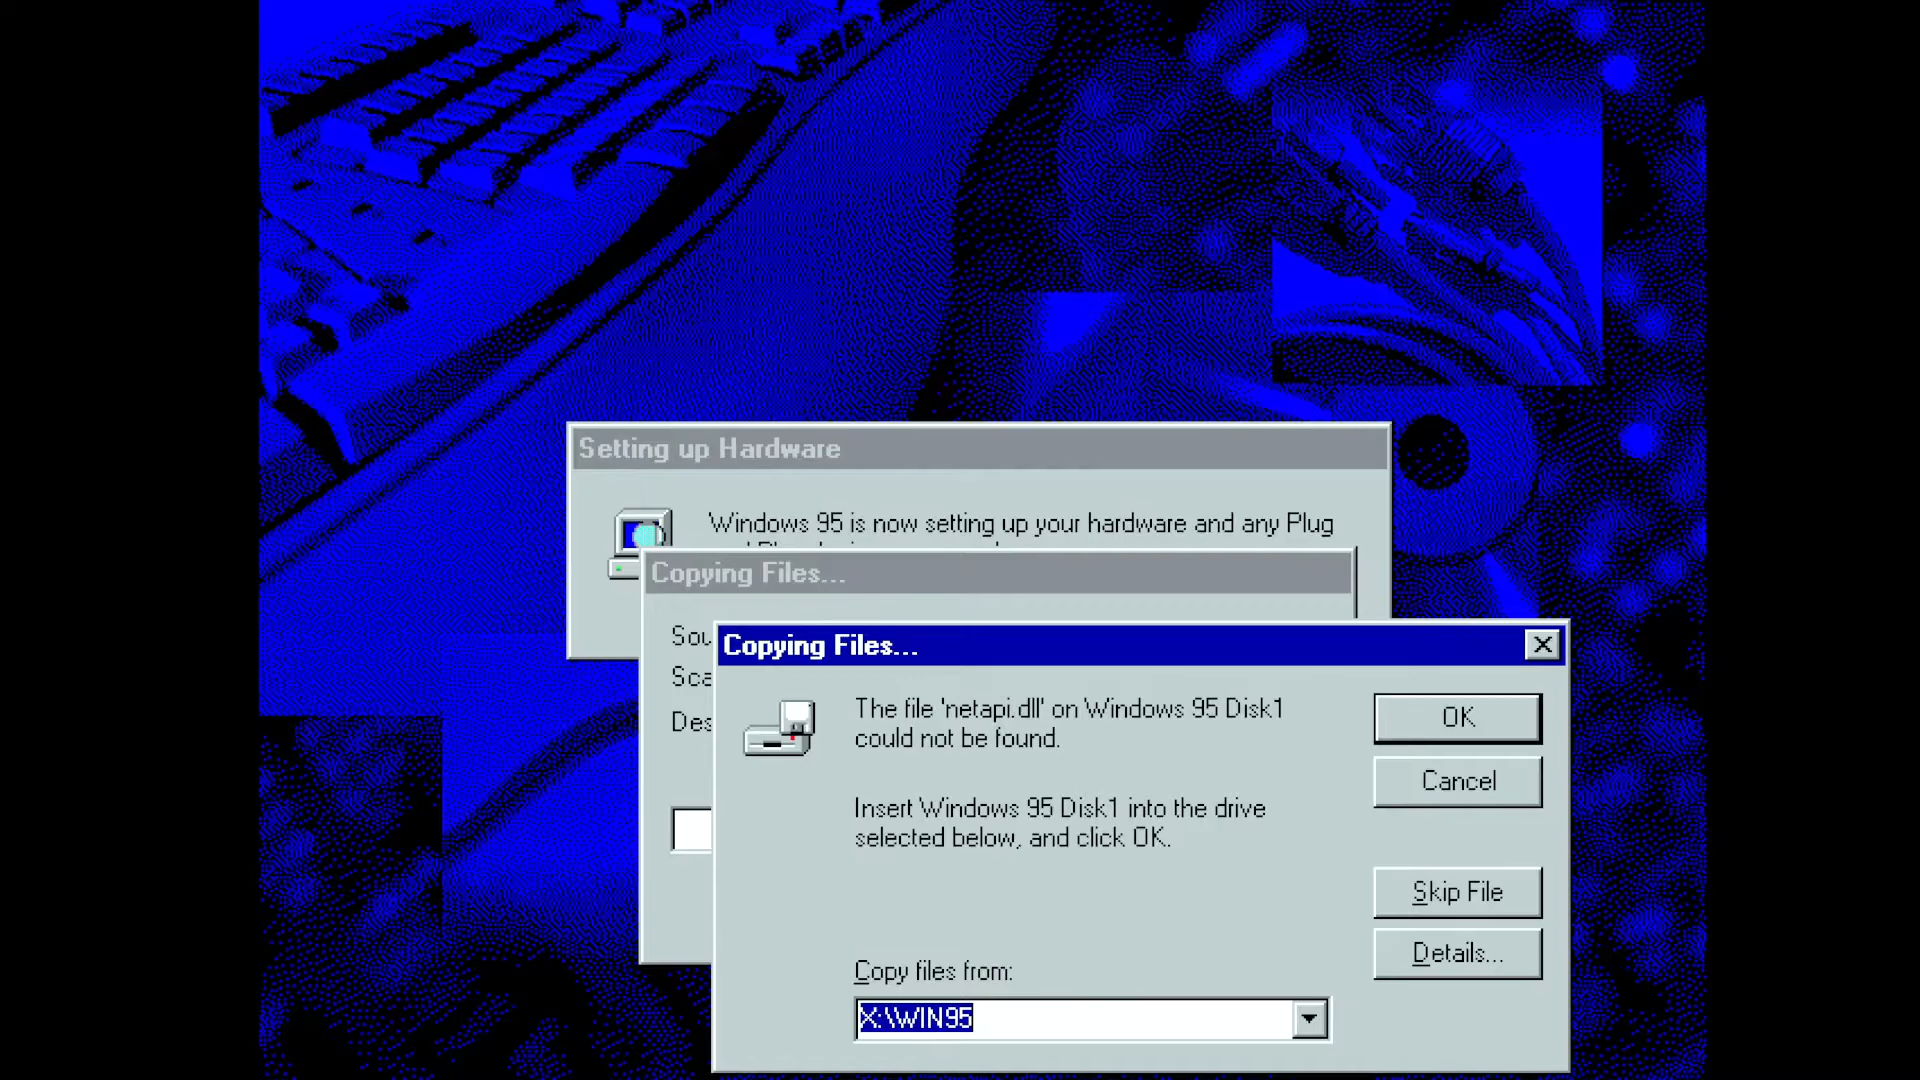 Setting up Hardware
Windows 95 is now setting up your hardware and any Plug
Copying Files...
Copying Files...
The file 'netapi.dll' on Windows 95 Disk1
could not be found.
Insert Windows 95 Disk1 into the drive
selected below, and click OK.
Copy files from:
X:\WIN95
OK
Cancel
Skip File
Details...